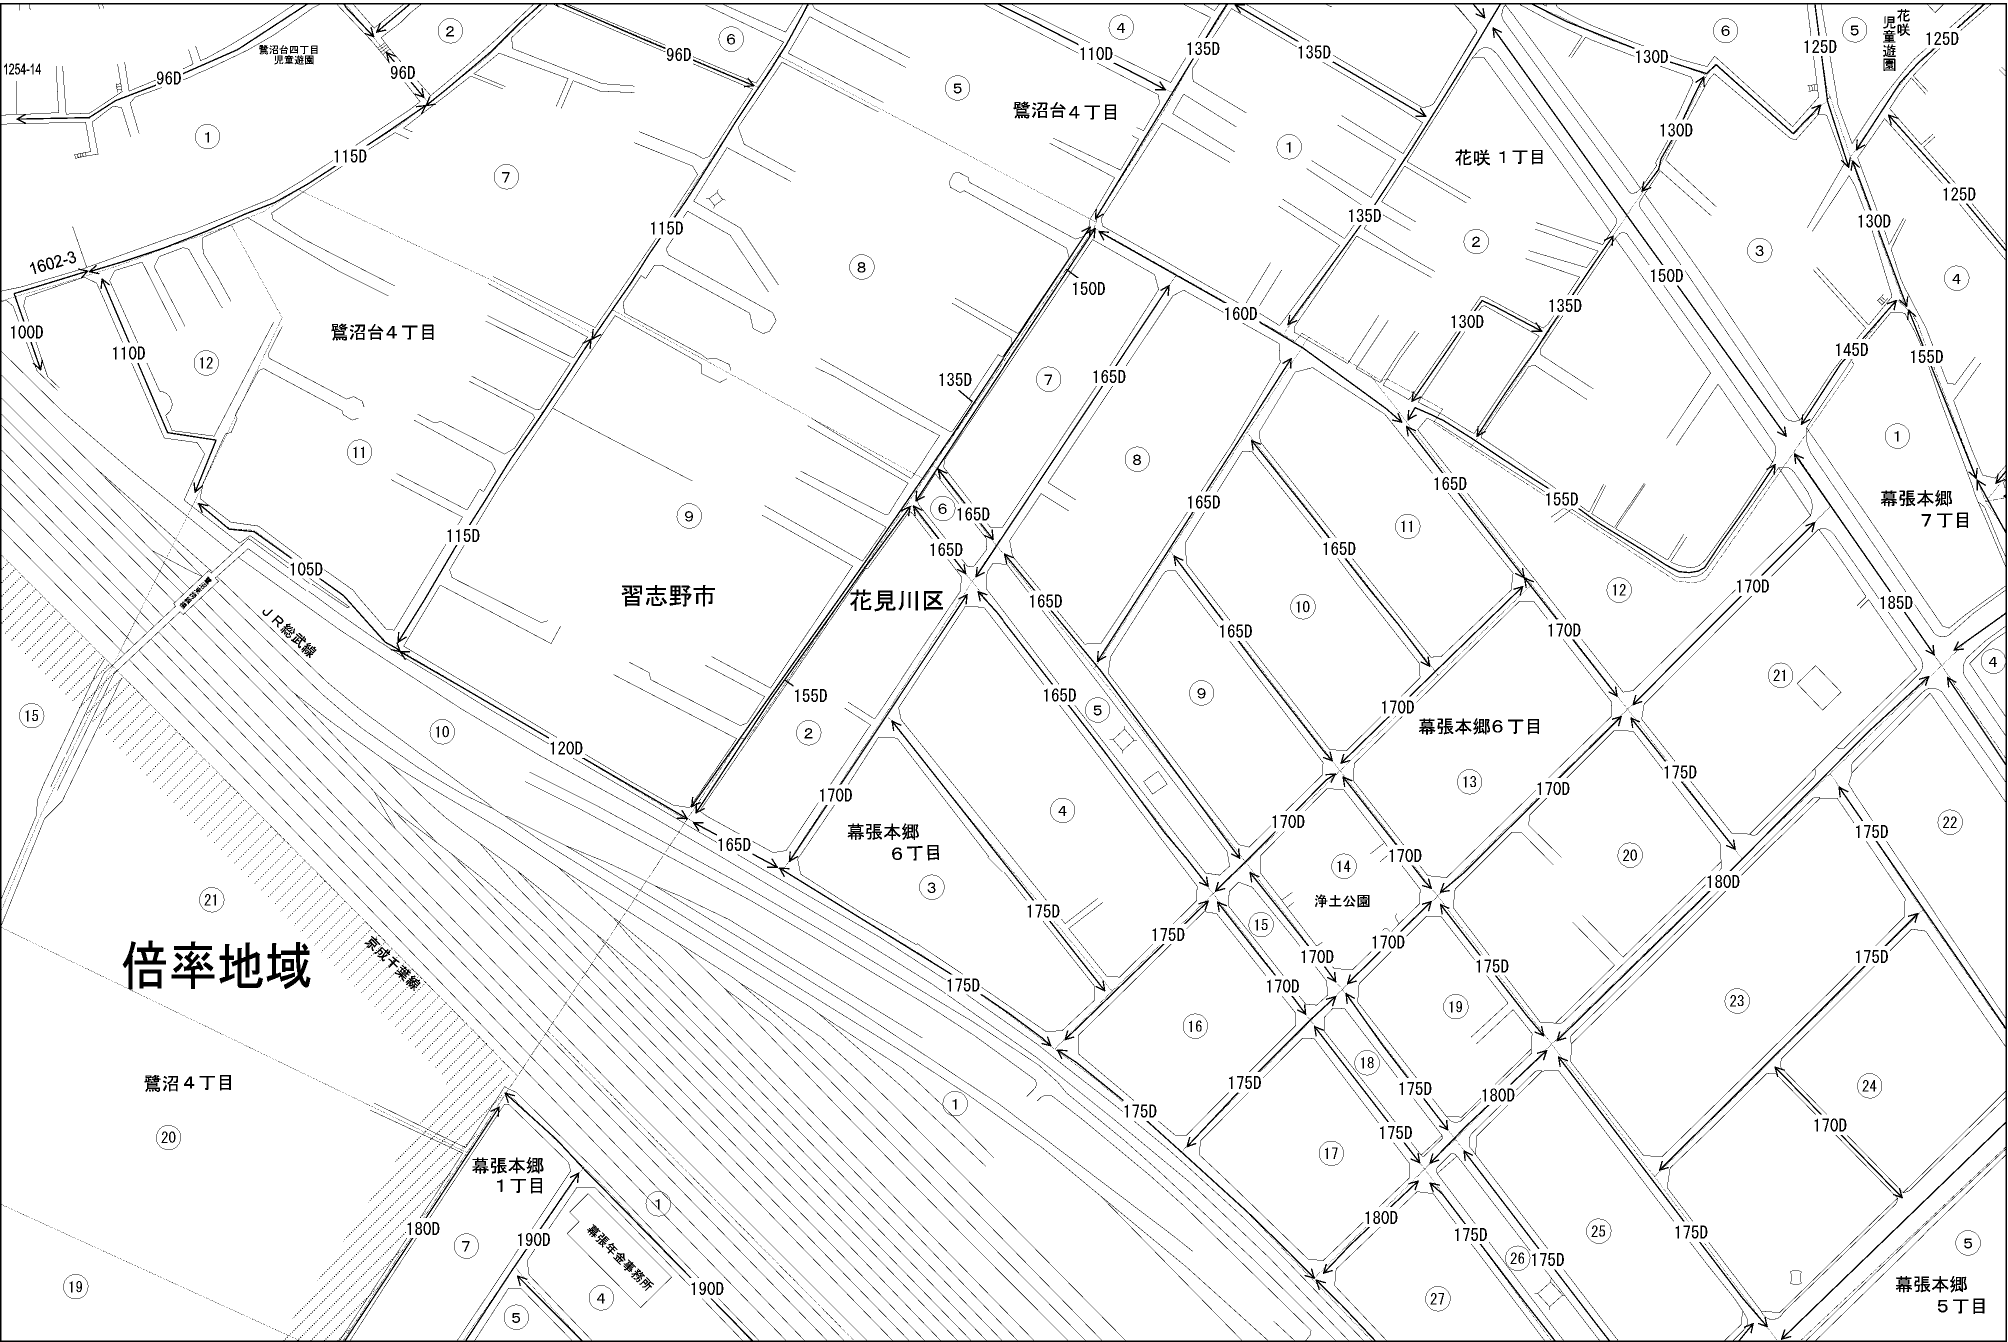 ②
⑥
④
⑥
⑤
花咲
児童遊園
鷺沼台四丁目
児童遊園
1254-14
96D
96D
96D
110D
135D
135D
130D
125D
125D
①
⑤
鷺沼台4丁目
①
花咲 1丁目
130D
115D
⑦
125D
115D
135D
②
130D
③
1602-3
⑧
150D
150D
④
100D
鷺沼台4丁目
110D
⑫
160D
130D
135D
145D
155D
135D
⑦
165D
⑪
⑧
①
165D
165D
155D
幕張本郷
7丁目
⑨
⑥
165D
⑪
115D
165D
165D
105D
習志野市
花見川区
165D
⑩
⑫
170D
185D
JR総武線
165D
170D
⑮
⑩
165D
⑨
④
㉑
155D
②
⑤
170D
幕張本郷6丁目
120D
175D
⑬
170D
170D
④
170D
㉒
165D
幕張本郷
6丁目
175D
③
170D
⑭
⑳
180D
㉑
浄土公園
175D
⑮
175D
170D
倍率地域
京成千葉線
170D
175D
175D
175D
170D
⑯
⑲
㉓
⑱
175D
175D
180D
㉔
鷺沼4丁目
①
175D
175D
170D
⑳
⑰
幕張本郷
1丁目
①
180D
⑦
190D
幕張年金事務所
180D
175D
㉕
175D
⑤
㉖
175D
⑲
190D
④
㉗
幕張本郷
5丁目
⑤